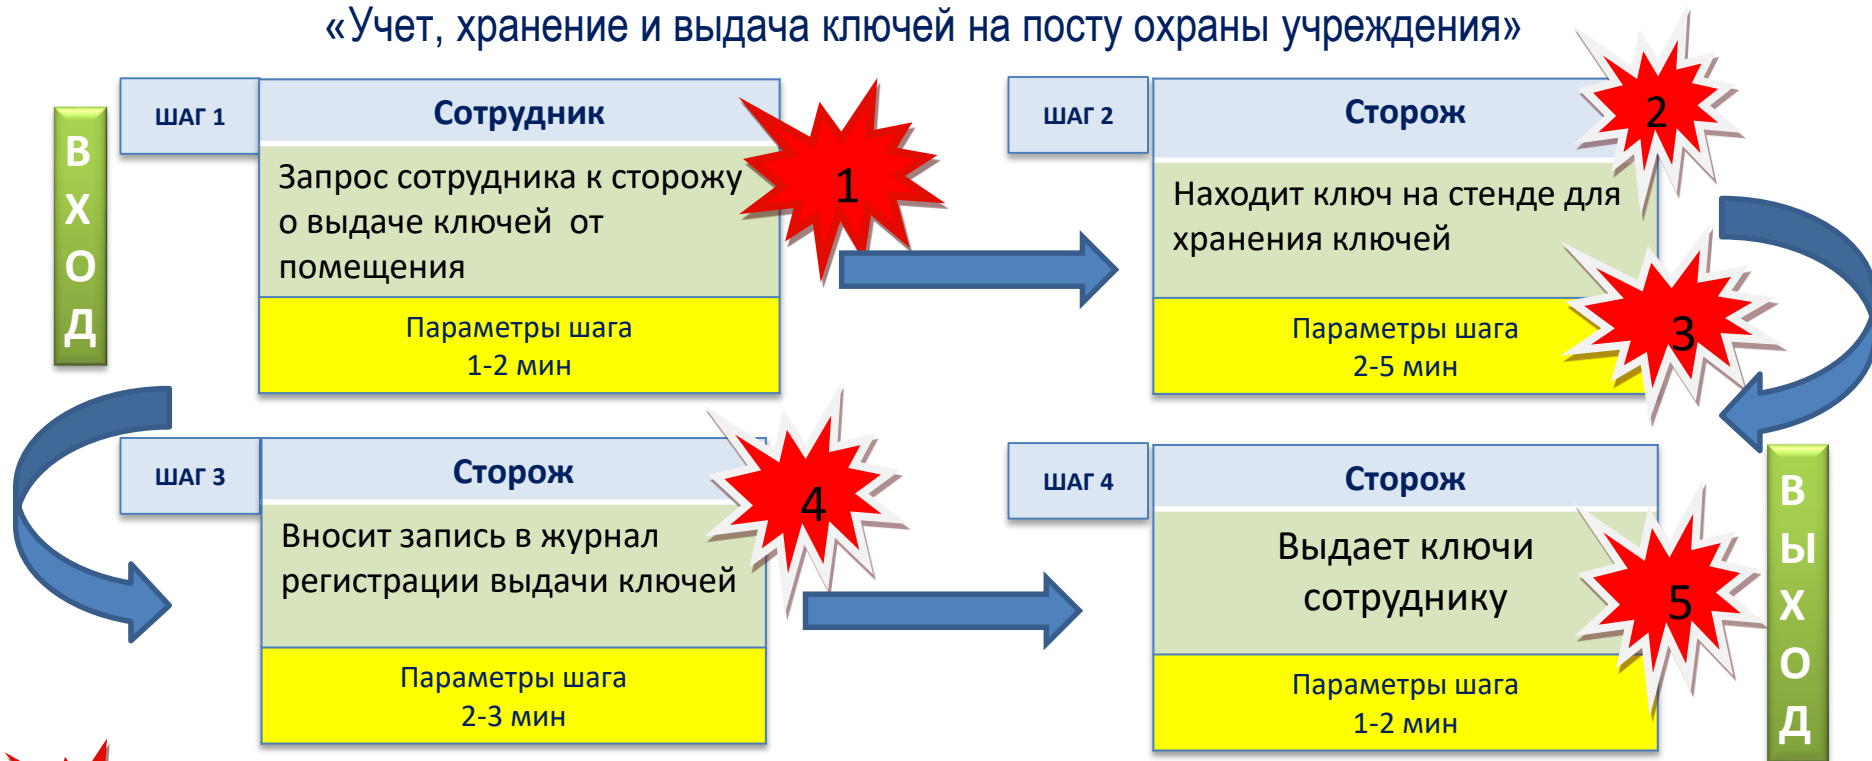 «Учет, хранение и выдача ключей на посту охраны учреждения»
ВХОД
ШАГ 1
Сотрудник
Запрос сотрудника к сторожу
о выдаче ключей от
помещения
Параметры шага
1-2 мин
1
ШАГ 2
Сторож
Находит ключ на стенде для
хранения ключей
Параметры шага
2-5 мин
2
3
ШАГ 3
Сторож
Вносит запись в журнал
регистрации выдачи ключей
Параметры шага
2-3 мин
4
ШАГ 4
Сторож
Выдает ключи
сотруднику
Параметры шага
1-2 мин
5
ВЫХОД